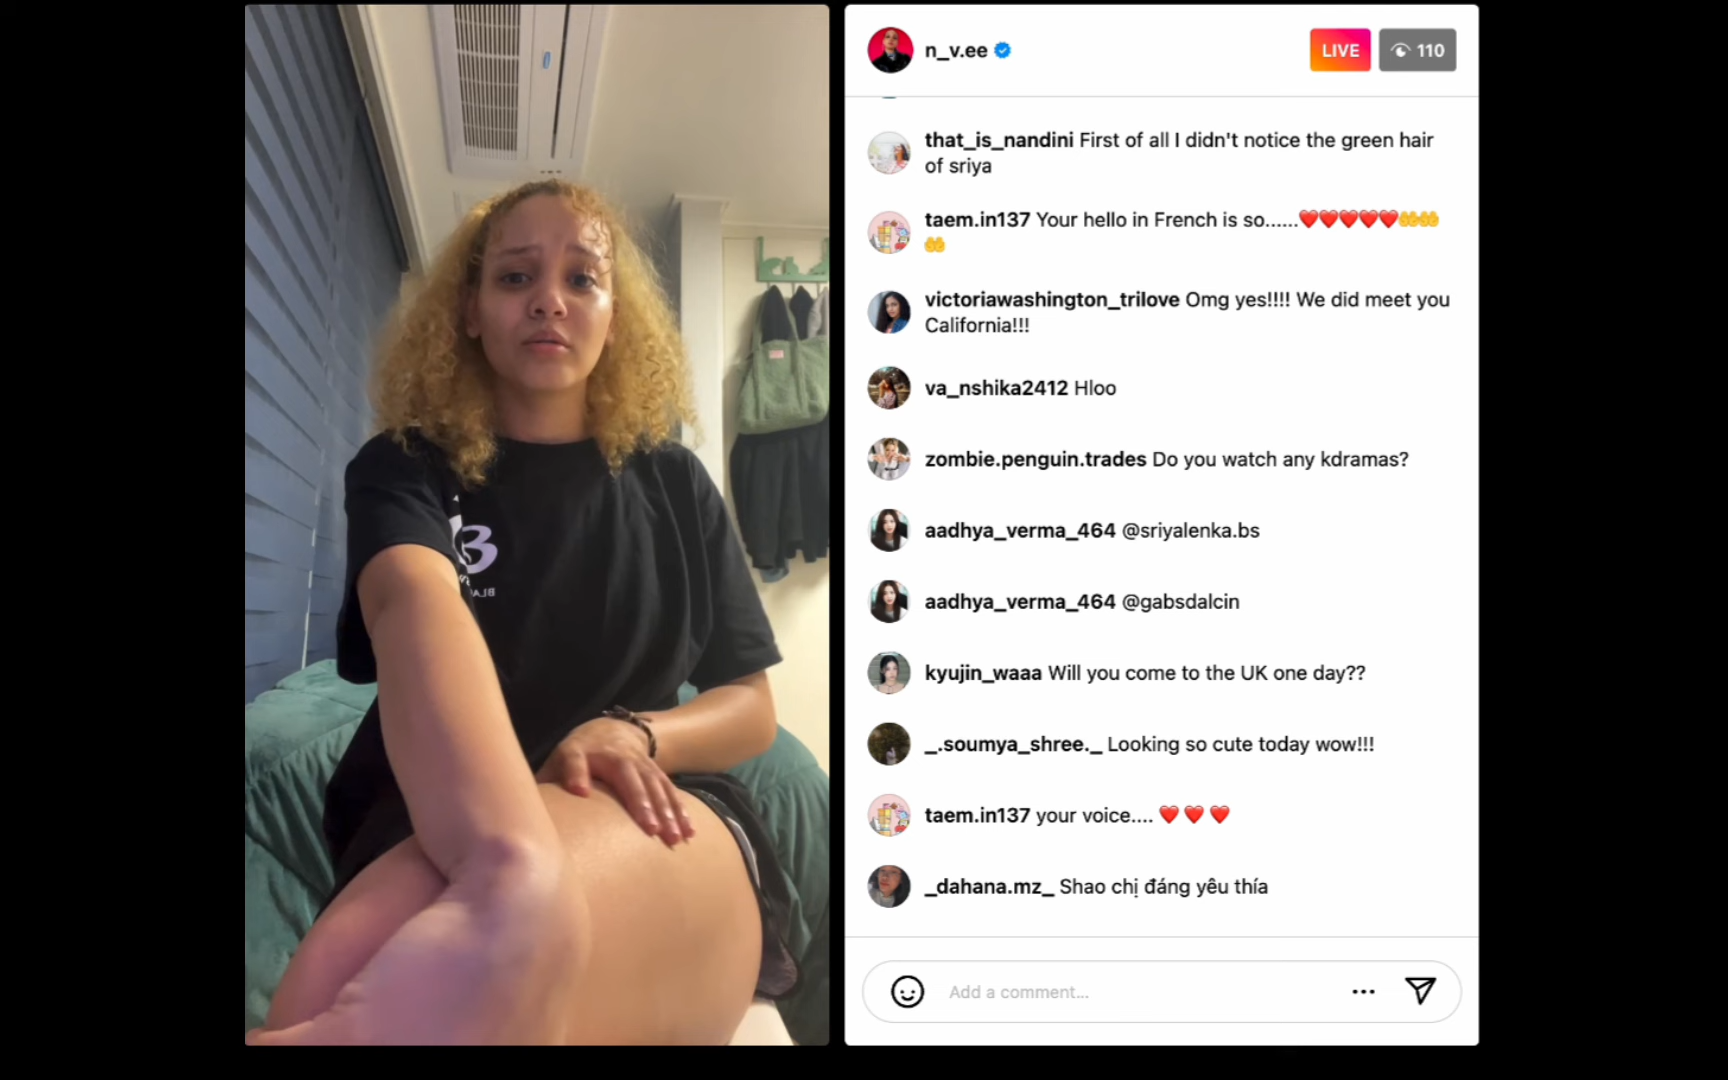 n_v.ee
LIVE
110
that_is_nandini First of all I didn't notice the green hair
of sriya
taem.in137 Your hello in French is so......❤️❤️❤️❤️❤️🤲🤲
🤲
victoriawashington_trilove Omg yes!!!! We did meet you
California!!!
va_nshika2412 Hloo
zombie.penguin.trades Do you watch any kdramas?
aadhya_verma_464 @sriyalenka.bs
aadhya_verma_464 @gabsdalcin
kyujin_waaa Will you come to the UK one day??
_.soumya_shree._ Looking so cute today wow!!!
taem.in137 your voice.... ❤️ ❤️ ❤️
_dahana.mz_ Shao chị đáng yêu thía
Add a comment...